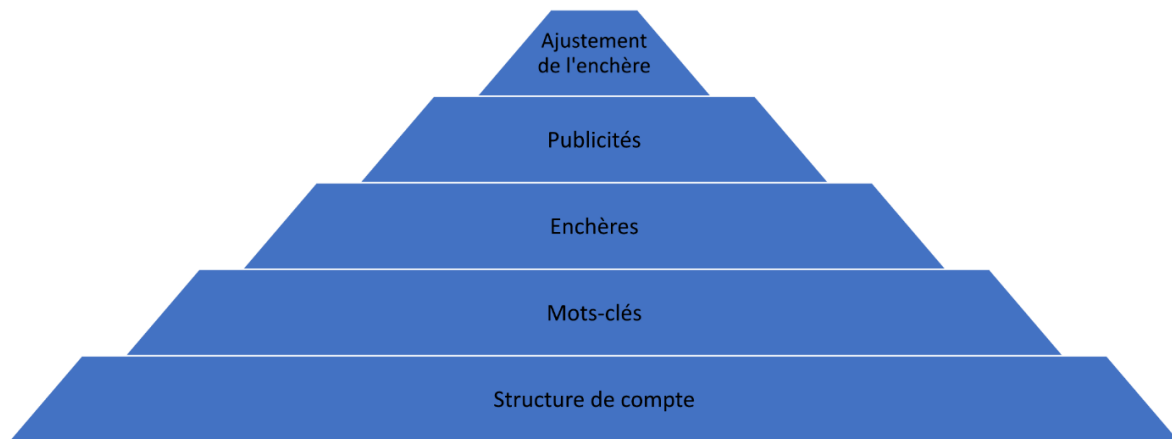 Ajustement
de l'enchère
Publicités
Enchères
Mots-clés
Structure de compte